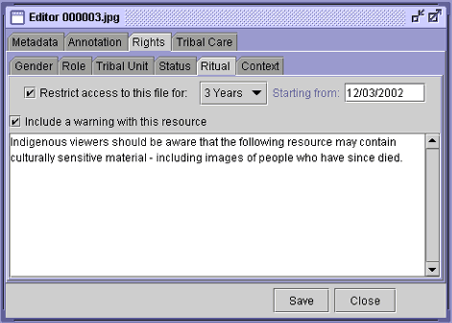 Editor 000003.jpg
Metadata Annotation Rights Tribal Care
Gender Role Tribal Unit Status Ritual Context
Restrict access to this file for: 3 Years Starting from: 12/03/2002
Include a warning with this resource
Indigenous viewers should be aware that the following resource may contain
culturally sensitive material - including images of people who have since died.
Save Close